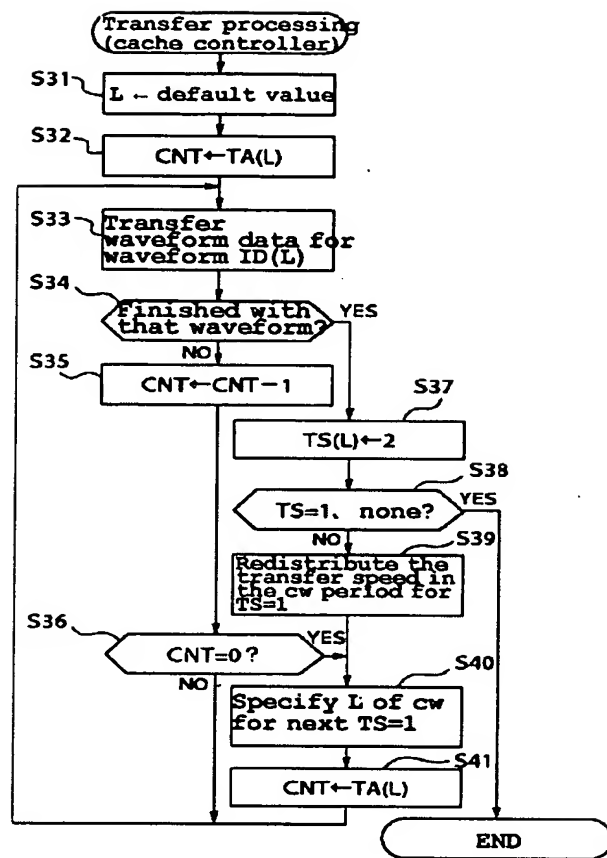 Transfer processing
(cache controller)
S31
L ← default value
S32
CNT←TA(L)
S33
Transfer
waveform data for
waveform ID(L)
S34
Finished with
that waveform?
YES
NO
S35
CNT←CNT−1
S37
TS(L)←2
S38
TS=1、 none?
YES
NO
S39
Redistribute the
transfer speed in
the cw period for
TS=1
S36
CNT=0?
YES
NO
S40
Specify L of cw
for next TS=1
S41
CNT←TA(L)
END